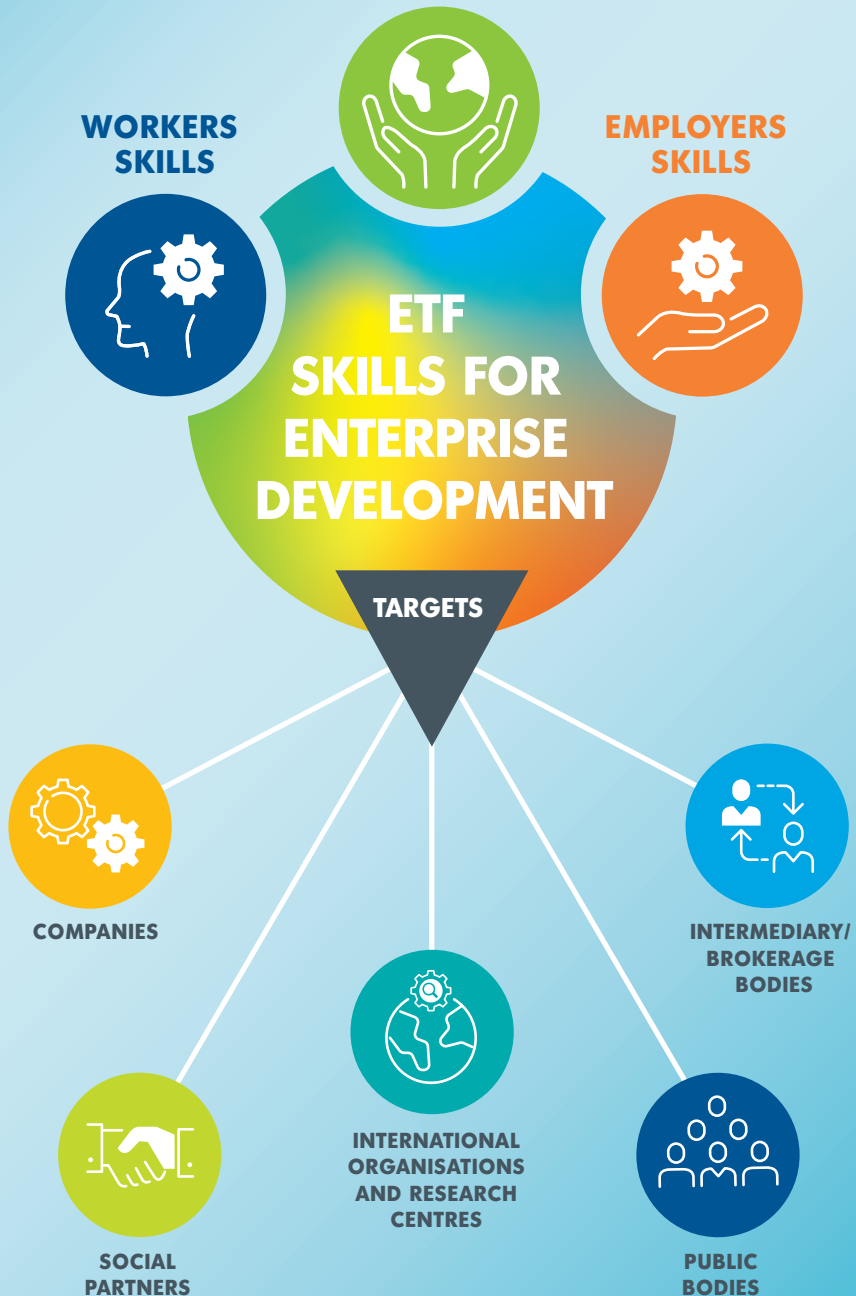 WORKERS
SKILLS
EMPLOYERS
SKILLS
ETF
SKILLS FOR
ENTERPRISE
DEVELOPMENT
TARGETS
COMPANIES
INTERMEDIARY/
BROKERAGE
BODIES
INTERNATIONAL
ORGANISATIONS
AND RESEARCH
CENTRES
SOCIAL
PARTNERS
PUBLIC
BODIES